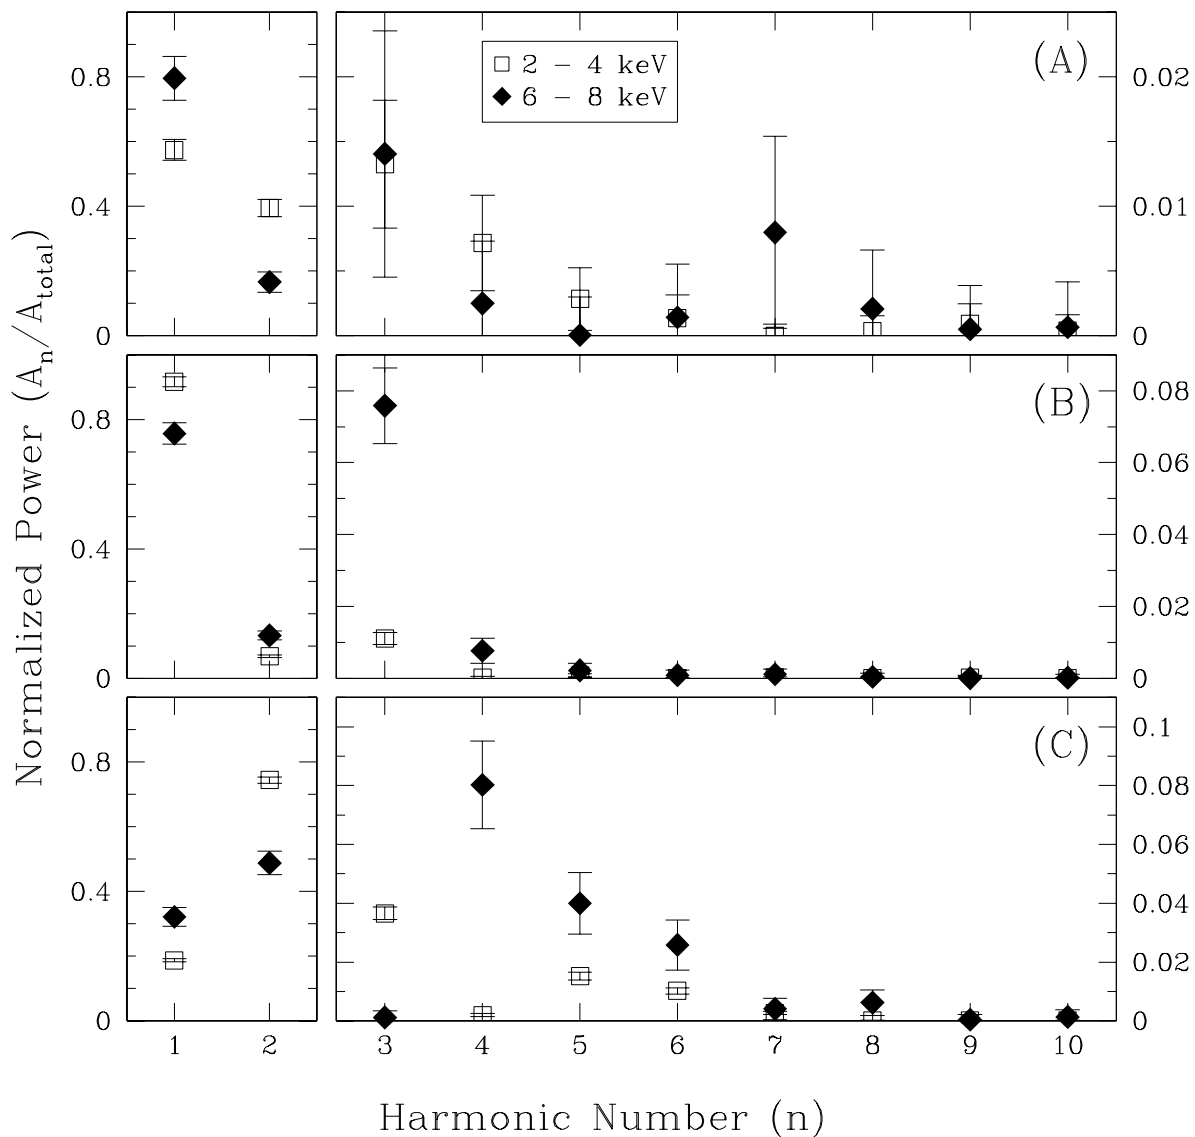 Normalized Power (An/Atotal)
0.8
0.4
0
2 – 4 keV
6 – 8 keV
(A)
0.02
0.01
0
0.8
0.4
0
(B)
0.08
0.06
0.04
0.02
0
0.8
0.4
0
(C)
0.1
0.08
0.06
0.04
0.02
0
1 2 3 4 5 6 7 8 9 10
Harmonic Number (n)